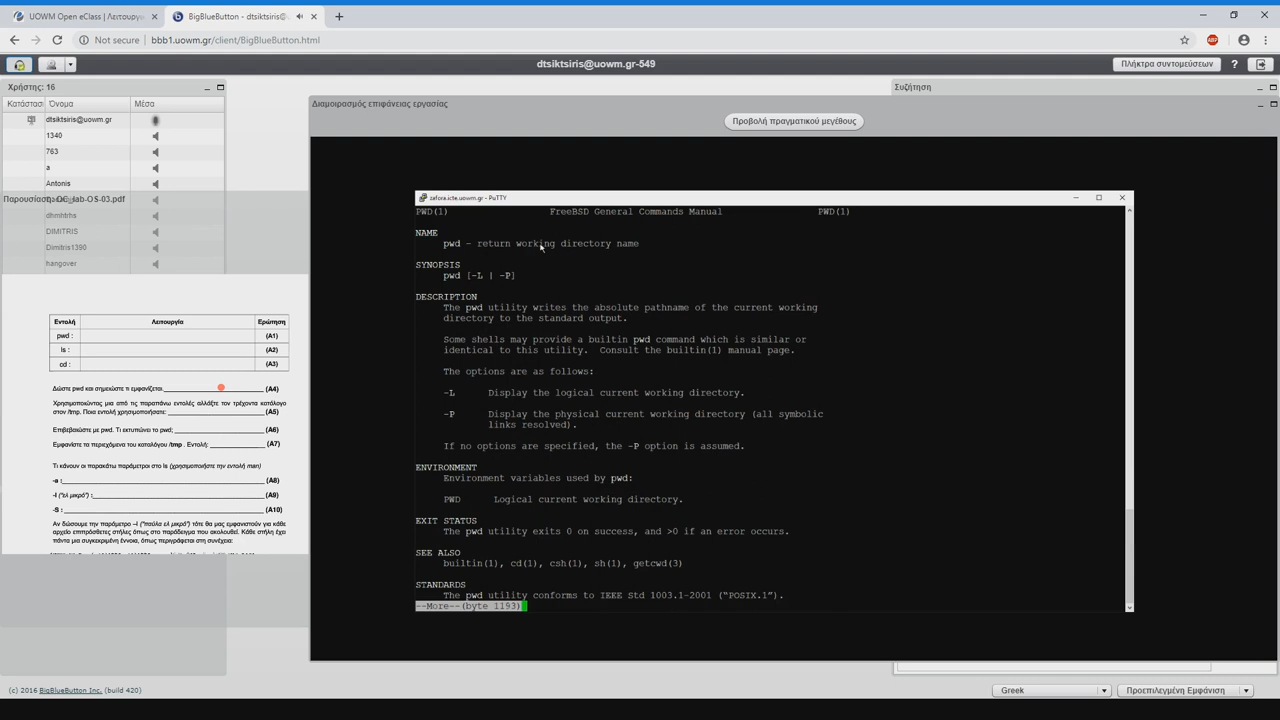 UOWM Open eClass | Λειτουργι
BigBlueButton - dtsiktsiris@
Not secure
bbb1.uowm.gr/client/BigBlueButton.html
dtsiktsiris@uowm.gr-549
Πλήκτρα συντομεύσεων
?
Χρήστης: 16
Κατάστασ
Όνομα
Μέσα
dtsiktsiris@uowm.gr
1340
763
a
Antonis
Παρουσίαση: OC_lab-OS-03.pdf
dhmhtrhs
DIMITRIS
Dimitris1390
hangover
Εντολή
Λειτουργία
Ερώτηση
pwd :
(A1)
ls :
(A2)
cd :
(A3)
Δώστε pwd και σημειώστε τι εμφανίζεται. (A4)
Χρησιμοποιώντος μια από τις παραπάνω εντολές αλλάξτε τον τρέχοντα κατάλογο
στον /tmp. Ποια εντολή χρησιμοποιήσατε: (A5)
Επιβεβαιώστε με pwd. Τι εκτυπώνει το pwd; (A6)
Εμφανίστε τα περιεχόμενα του καταλόγου /tmp . Εντολή: (A7)
Τι κάνουν οι παρακάτω παράμετροι στο ls (χρησιμοποιήστε την εντολή man)
-a : (A8)
-l ("ελ μικρό") : (A9)
-S : (A10)
Αν δώσουμε την παράμετρο –l ("παύλα ελ μικρό") τότε θα μας εμφανιστούν για κάθε
αρχείο επιπρόσθετες στήλες όπως στο παράδειγμα που ακολουθεί. Κάθε στήλη έχει
πάντα μια συγκεκριμένη έννοια, όπως περιγράφεται στη συνέχεια:
Διαμοιρασμός επιφάνειας εργασίας
Προβολή πραγματικού μεγέθους
Συζήτηση
zafora.icte.uowm.gr - PuTTY
PWD(1) FreeBSD General Commands Manual PWD(1)
NAME
pwd – return working directory name
SYNOPSIS
pwd [-L | -P]
DESCRIPTION
The pwd utility writes the absolute pathname of the current working
directory to the standard output.
Some shells may provide a builtin pwd command which is similar or
identical to this utility. Consult the builtin(1) manual page.
The options are as follows:
-L Display the logical current working directory.
-P Display the physical current working directory (all symbolic
links resolved).
If no options are specified, the -P option is assumed.
ENVIRONMENT
Environment variables used by pwd:
PWD Logical current working directory.
EXIT STATUS
The pwd utility exits 0 on success, and >0 if an error occurs.
SEE ALSO
builtin(1), cd(1), csh(1), sh(1), getcwd(3)
STANDARDS
The pwd utility conforms to IEEE Std 1003.1-2001 (“POSIX.1”).
--More--(byte 1193)
(c) 2016 BigBlueButton Inc. (build 420)
Greek
Προεπιλεγμένη Εμφάνιση